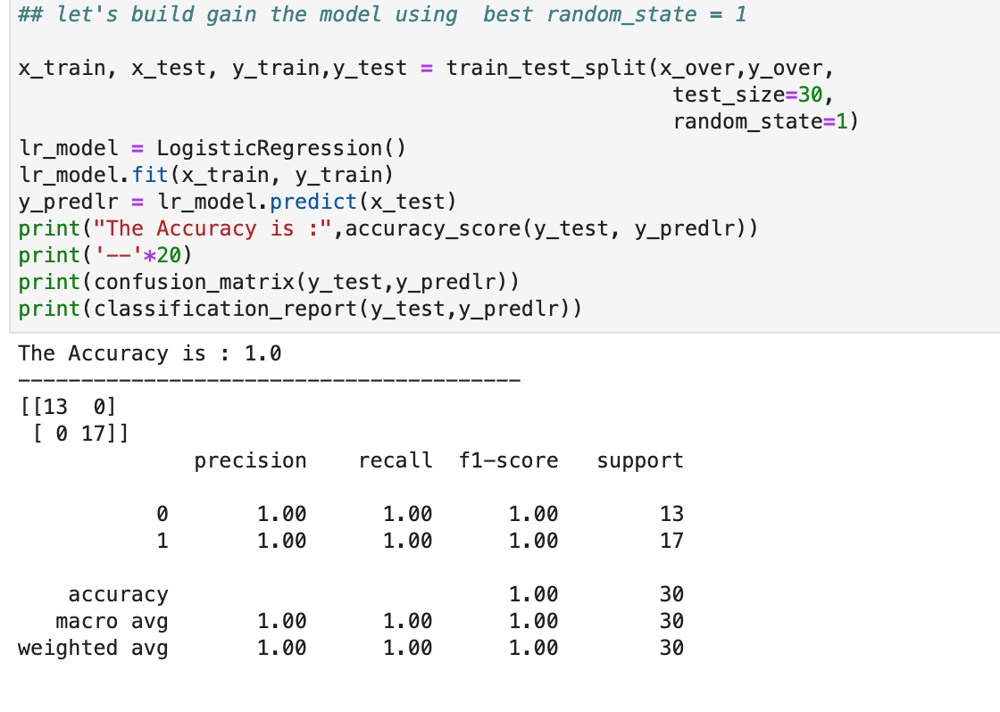 ## let's build gain the model using  best random_state = 1
x_train, x_test, y_train,y_test = train_test_split(x_over,y_over,
test_size=30,
random_state=1)
lr_model = LogisticRegression()
lr_model.fit(x_train, y_train)
y_predlr = lr_model.predict(x_test)
print("The Accuracy is :",accuracy_score(y_test, y_predlr))
print('--'*20)
print(confusion_matrix(y_test,y_predlr))
print(classification_report(y_test,y_predlr))
The Accuracy is : 1.0
----------------------------------------
[[13  0]
 [ 0 17]]
precision    recall  f1-score   support
0       1.00      1.00      1.00        13
1       1.00      1.00      1.00        17
accuracy                           1.00        30
macro avg       1.00      1.00      1.00        30
weighted avg       1.00      1.00      1.00        30